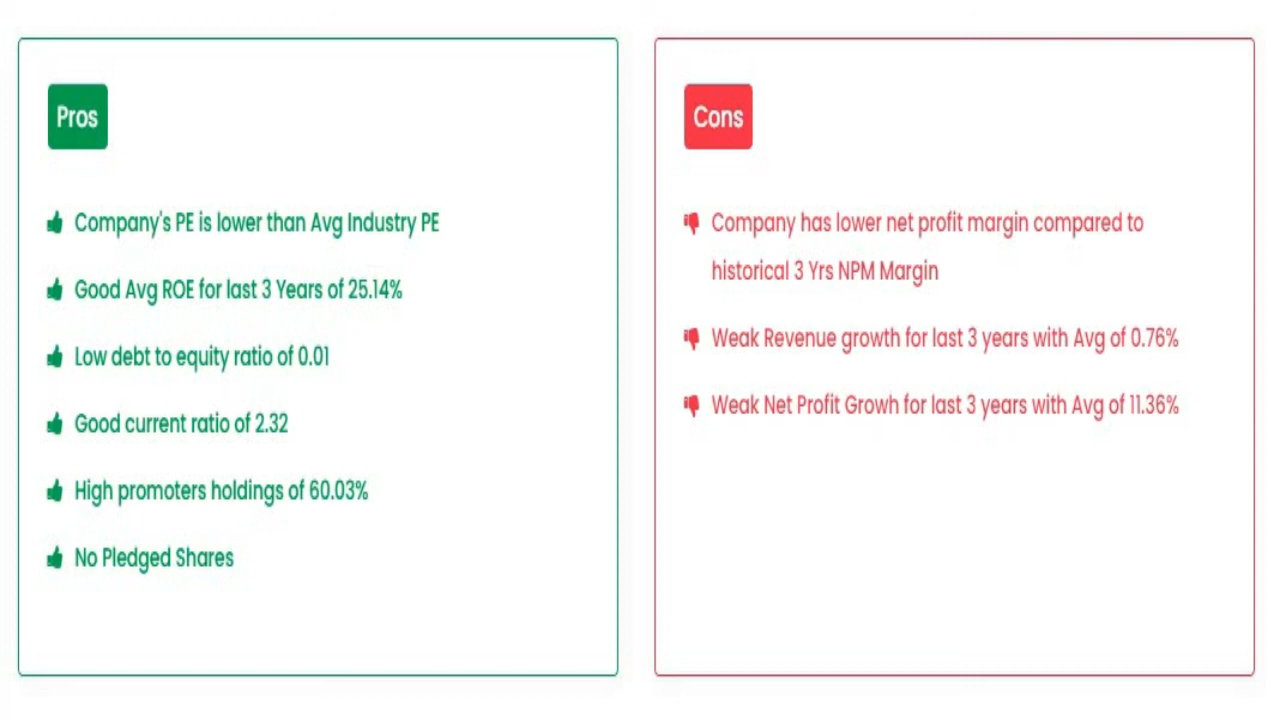 Pros
Company's PE is lower than Avg Industry PE
Good Avg ROE for last 3 Years of 25.14%
Low debt to equity ratio of 0.01
Good current ratio of 2.32
High promoters holdings of 60.03%
No Pledged Shares
Cons
Company has lower net profit margin compared to
historical 3 Yrs NPM Margin
Weak Revenue growth for last 3 years with Avg of 0.76%
Weak Net Profit Growh for last 3 years with Avg of 11.36%